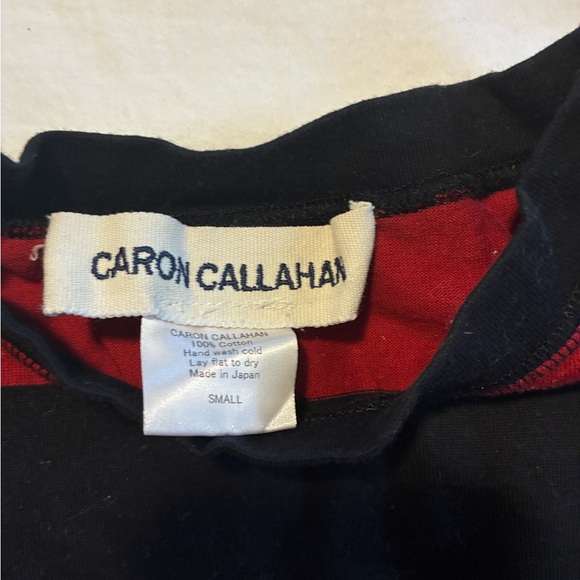 CARON CALLAHAN
CARON CALLAHAN
100% Cotton
Hand wash cold
Lay flat to dry
Made in Japan
SMALL